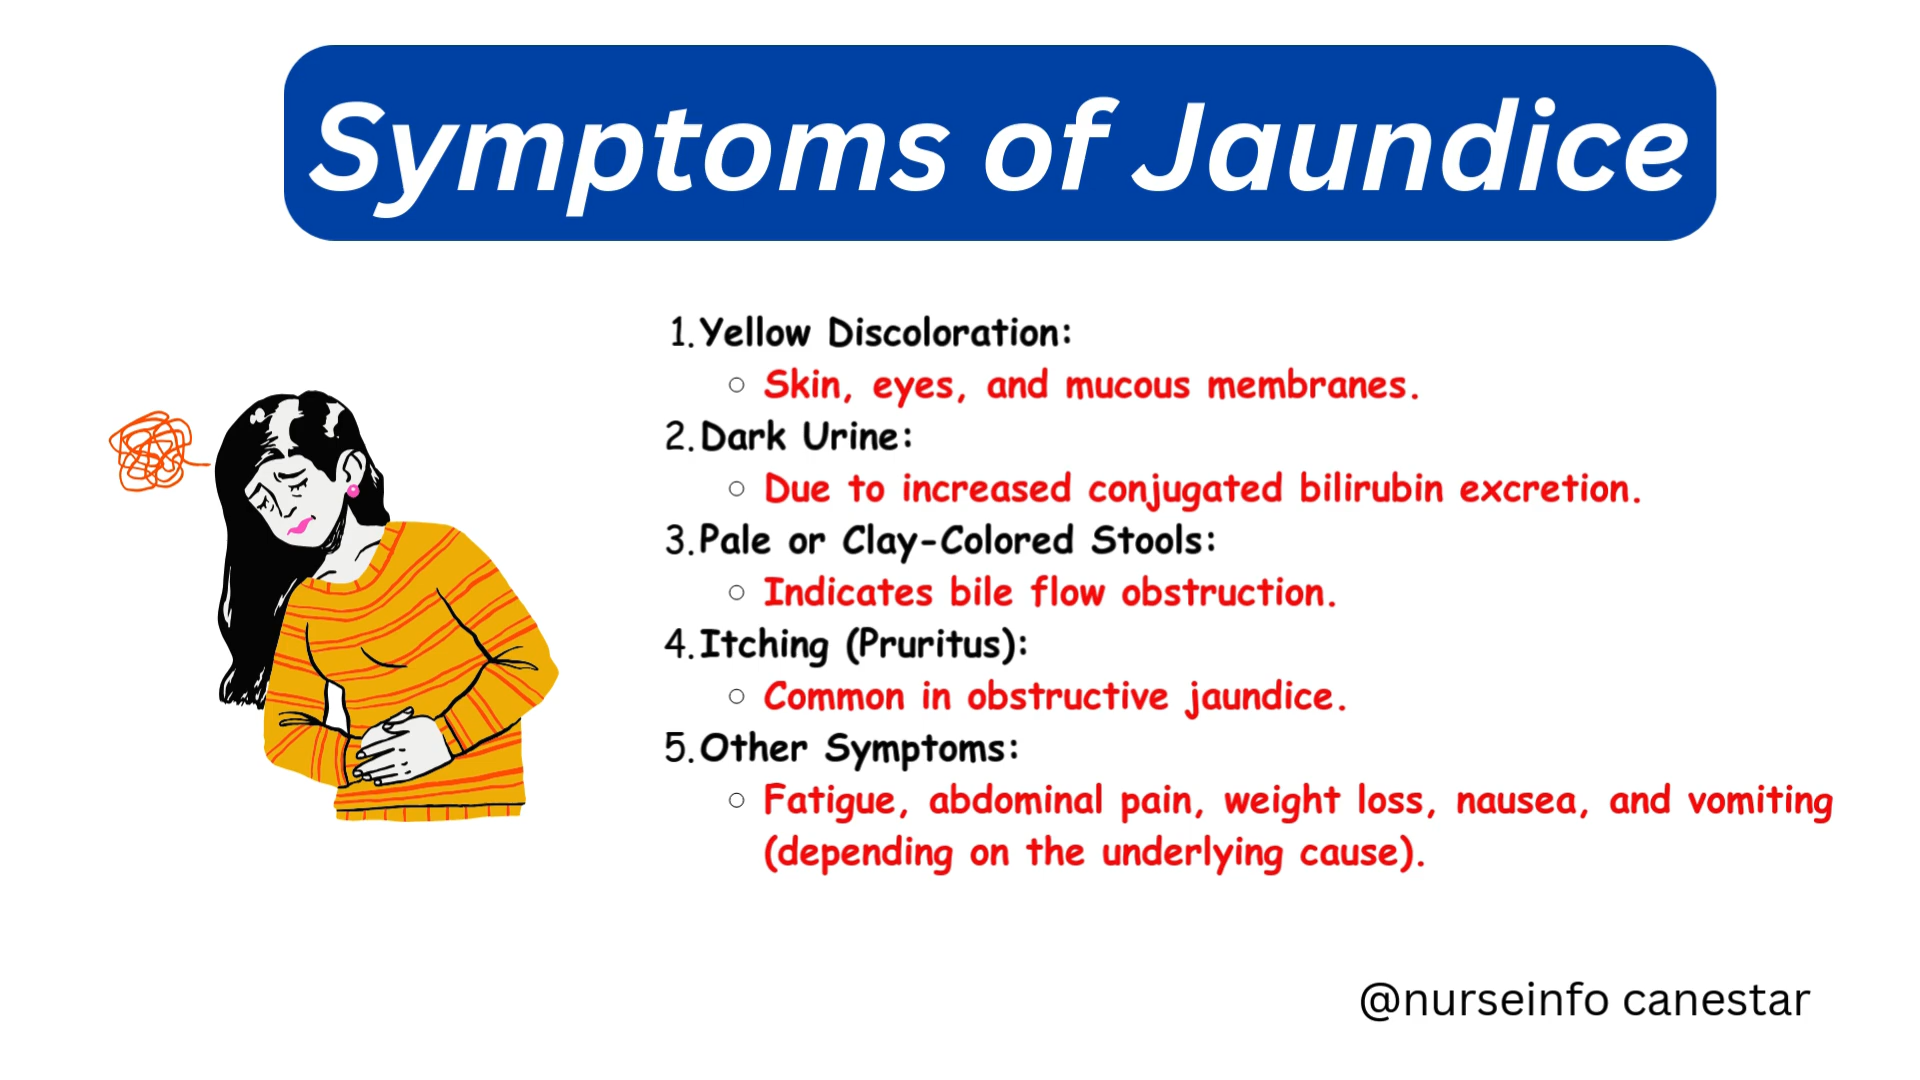 Symptoms of Jaundice
1. Yellow Discoloration:
○ Skin, eyes, and mucous membranes.
2. Dark Urine:
○ Due to increased conjugated bilirubin excretion.
3. Pale or Clay-Colored Stools:
○ Indicates bile flow obstruction.
4. Itching (Pruritus):
○ Common in obstructive jaundice.
5. Other Symptoms:
○ Fatigue, abdominal pain, weight loss, nausea, and vomiting
(depending on the underlying cause).
@nurseinfo canestar